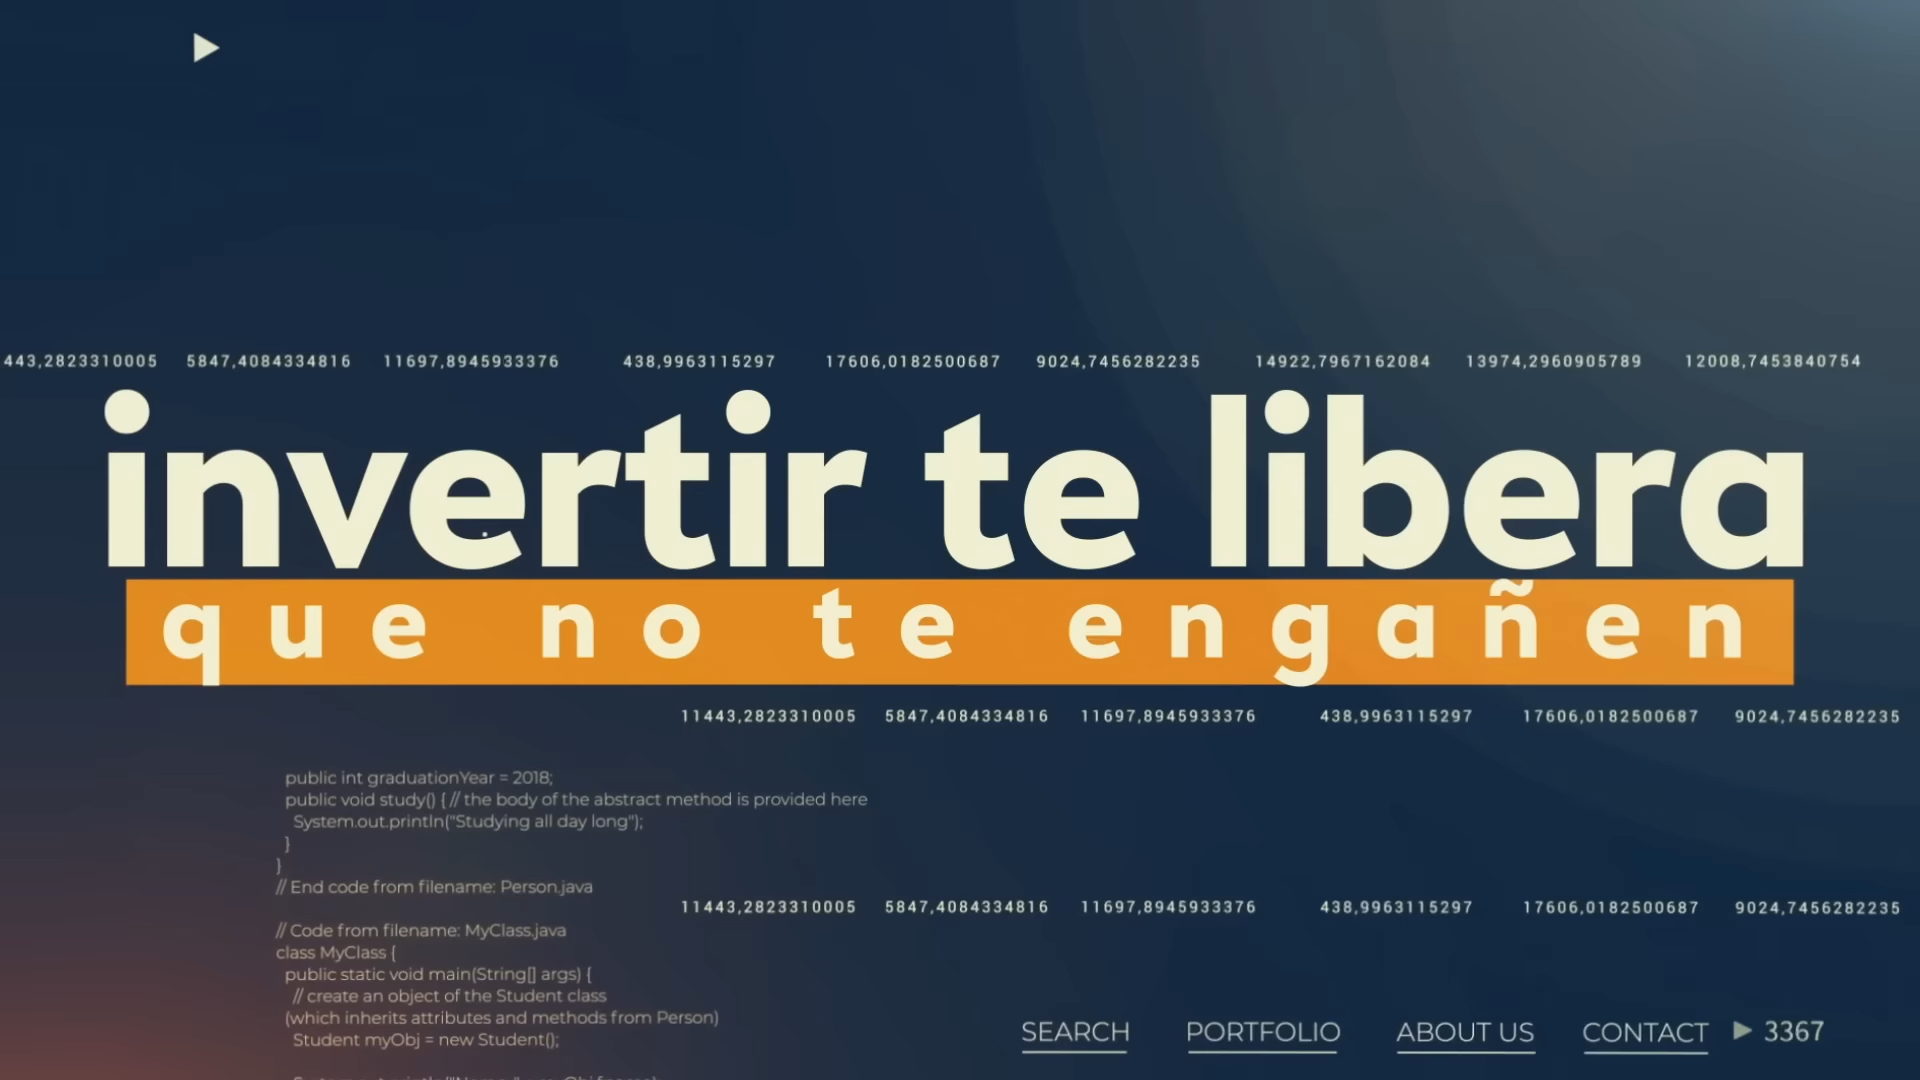 443,2823310005 5847,4084334816 11697,8945933376 438,9963115297 17606,0182500687 9024,7456282235 14922,7967162084 13974,2960905789 12008,7453840754
invertir te libera
que no te engañen
11443,2823310005 5847,4084334816 11697,8945933376 438,9963115297 17606,0182500687 9024,7456282235
public int graduationYear = 2018;
public void study() { // the body of the abstract method is provided here
System.out.println("Studying all day long");
}
}
// End code from filename: Person.java
11443,2823310005 5847,4084334816 11697,8945933376 438,9963115297 17606,0182500687 9024,7456282235
// Code from filename: MyClass.java
class MyClass {
public static void main(String[] args) {
// create an object of the Student class
(which inherits attributes and methods from Person)
Student myObj = new Student();
SEARCH PORTFOLIO ABOUT US CONTACT 3367